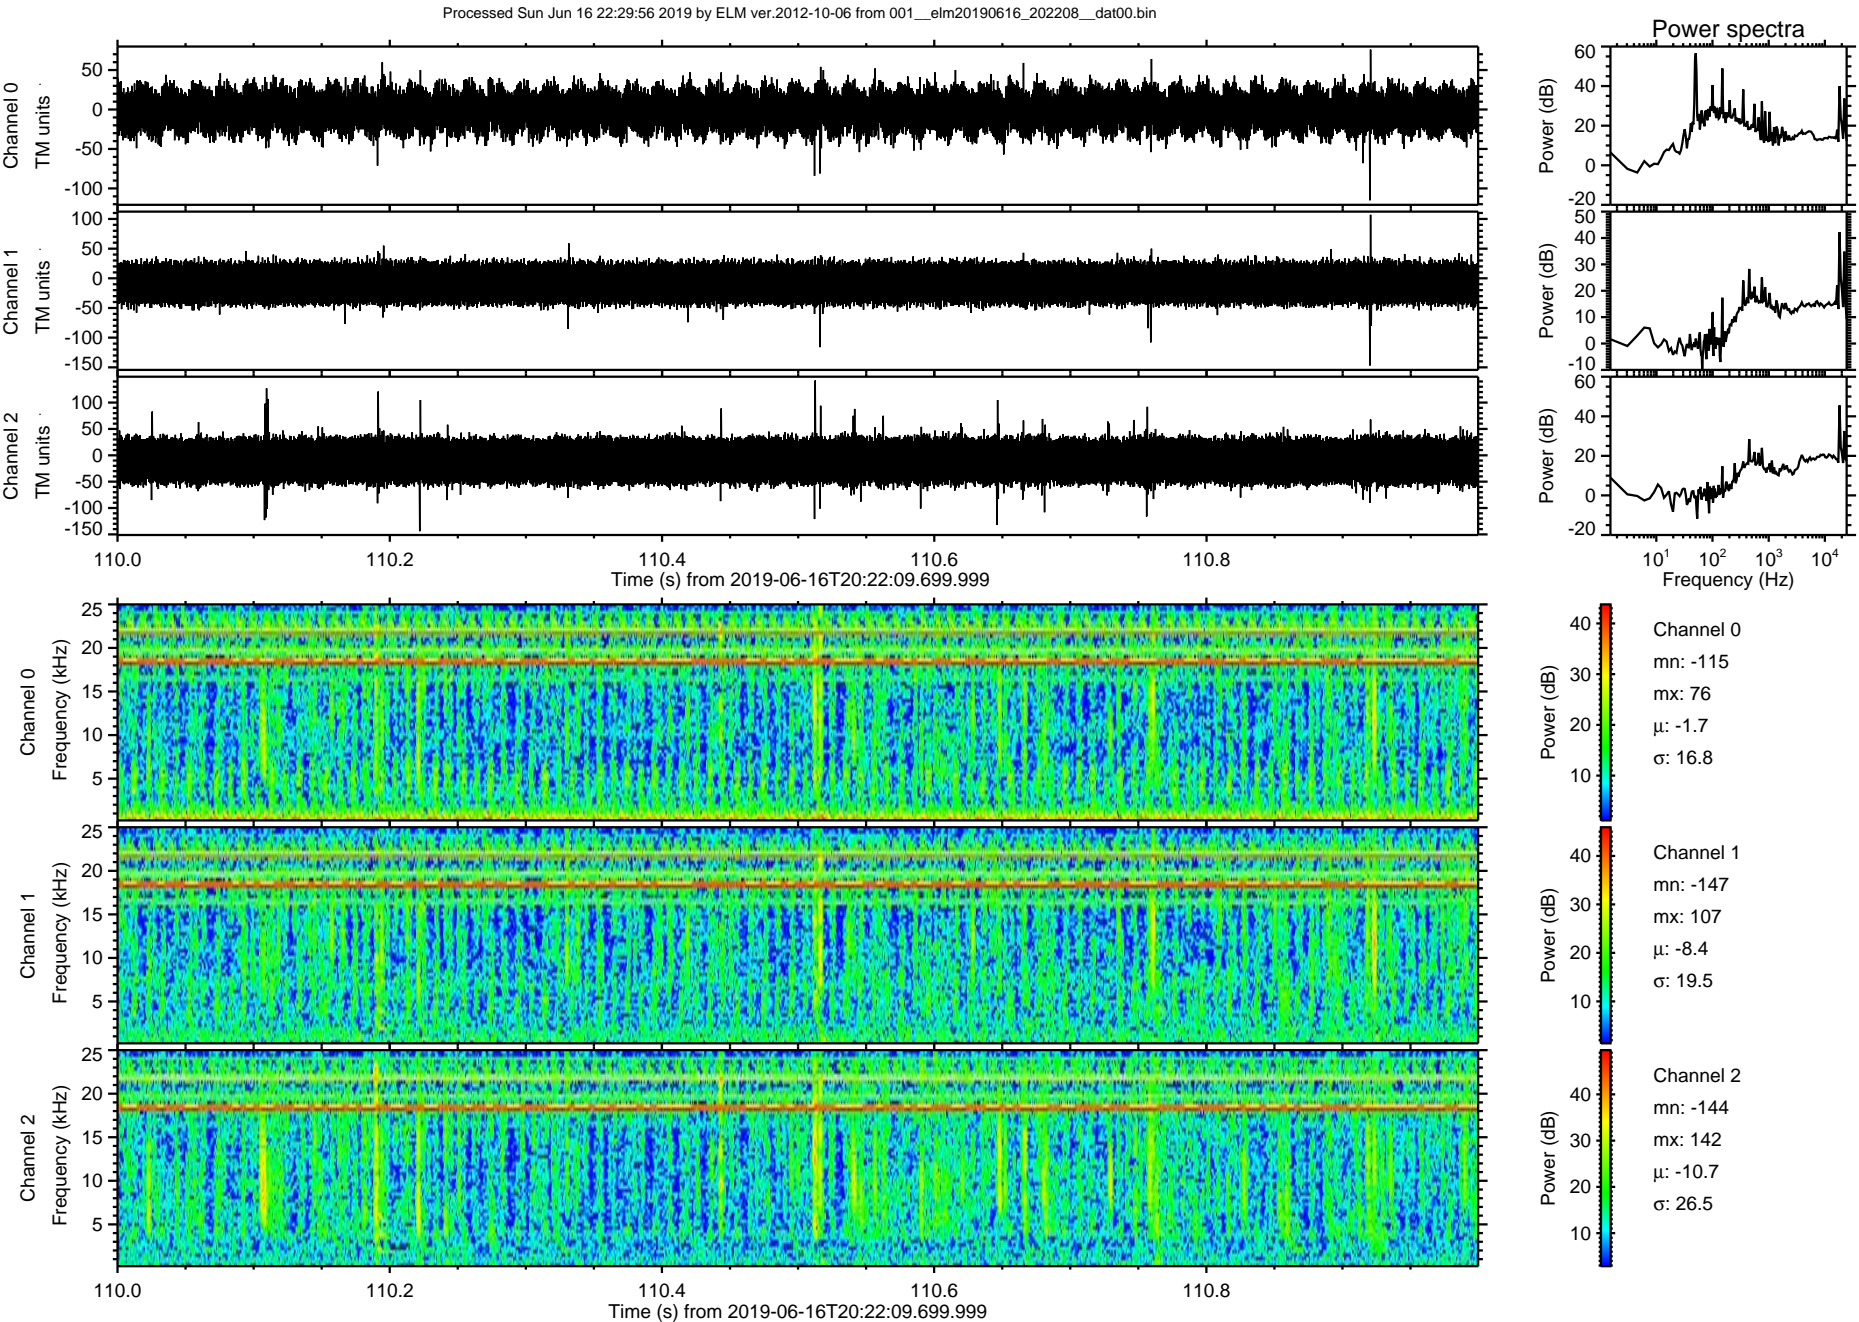 Processed Sun Jun 16 22:29:56 2019 by ELM ver.2012-10-06 from 001__elm20190616_202208__dat00.bin
Power spectra
Channel 0
TM units
50
0
-50
-100
Power (dB)
60
40
20
0
-20
Channel 1
TM units
100
50
0
-50
-100
-150
Power (dB)
50
40
30
20
10
0
-10
Channel 2
TM units
100
50
0
-50
-100
-150
Power (dB)
60
40
20
0
-20
110.0 110.2 110.4 110.6 110.8
Time (s) from 2019-06-16T20:22:09.699.999
10¹ 10² 10³ 10⁴
Frequency (Hz)
Channel 0
Frequency (kHz)
25
20
15
10
5
Power (dB)
40
30
20
10
Channel 0
mn: -115
mx: 76
μ: -1.7
σ: 16.8
Channel 1
Frequency (kHz)
25
20
15
10
5
Power (dB)
40
30
20
10
Channel 1
mn: -147
mx: 107
μ: -8.4
σ: 19.5
Channel 2
Frequency (kHz)
25
20
15
10
5
Power (dB)
40
30
20
10
Channel 2
mn: -144
mx: 142
μ: -10.7
σ: 26.5
110.0 110.2 110.4 110.6 110.8
Time (s) from 2019-06-16T20:22:09.699.999